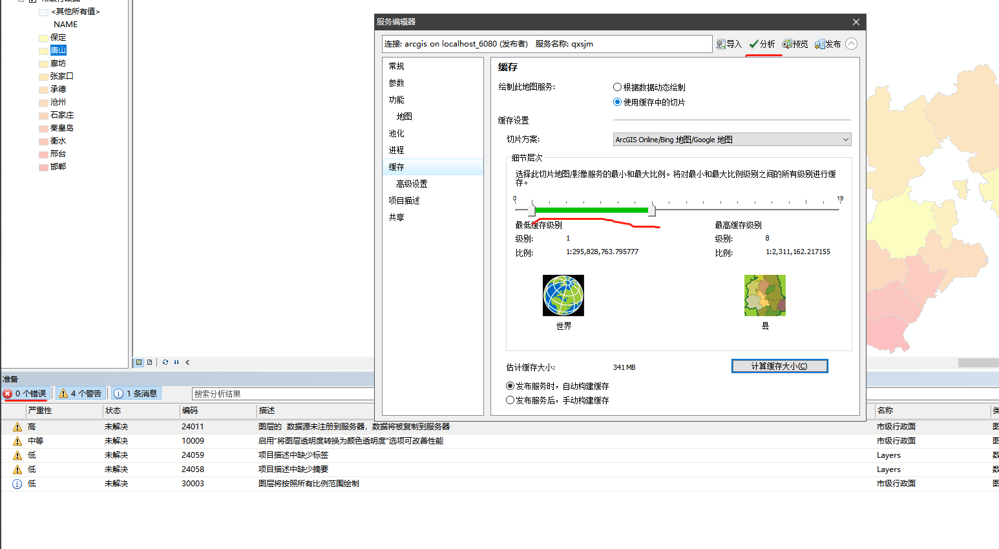 市级行政面
<其他所有值>
NAME
保定
唐山
廊坊
张家口
承德
沧州
石家庄
秦皇岛
衡水
邢台
邯郸
服务编辑器
连接: arcgis on localhost_6080 (发布者) 服务名称: qxsjm
导入
分析
预览
发布
常规
参数
功能
地图
池化
进程
缓存
高级设置
项目描述
共享
缓存
绘制此地图服务:
根据数据动态绘制
使用缓存中的切片
缓存设置
切片方案:
ArcGIS Online/Bing 地图/Google 地图
细节层次
选择此切片地图/影像服务的最小和最大比例。将对最小和最大比例级别之间的所有级别进行缓
存。
0
19
最低缓存级别
最高缓存级别
级别: 1
级别: 8
比例: 1:295,828,763.795777
比例: 1:2,311,162.217155
世界
县
估计缓存大小: 341 MB
计算缓存大小(C)
发布服务时，自动构建缓存
发布服务后，手动构建缓存
准备
0 个错误
4 个警告
1 条消息
搜索分析结果
严重性 状态 编码 描述 名称 类
高 未解决 24011 图层的 数据源未注册到服务器，数据将被复制到服务器 市级行政面 图
中等 未解决 10009 启用“将图层透明度转换为颜色透明度”选项可改善性能 市级行政面 图
低 未解决 24059 项目描述中缺少标签 Layers 数
低 未解决 24058 项目描述中缺少摘要 Layers 数
低 未解决 30003 图层将按照所有比例范围绘制 市级行政面 图